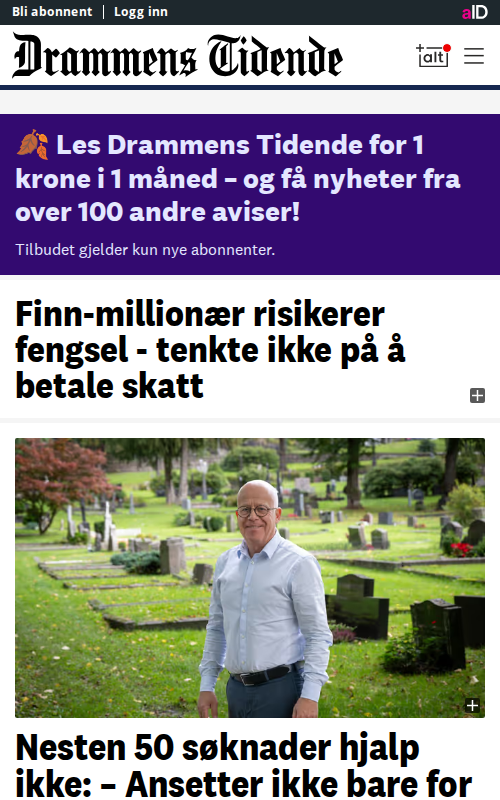 Bli abonnent | Logg inn
aID
Drammens Tidende
+alt
🍂 Les Drammens Tidende for 1
krone i 1 måned – og få nyheter fra
over 100 andre aviser!
Tilbudet gjelder kun nye abonnenter.
Finn-millionær risikerer
fengsel - tenkte ikke på å
betale skatt
Nesten 50 søknader hjalp
ikke: – Ansetter ikke bare for